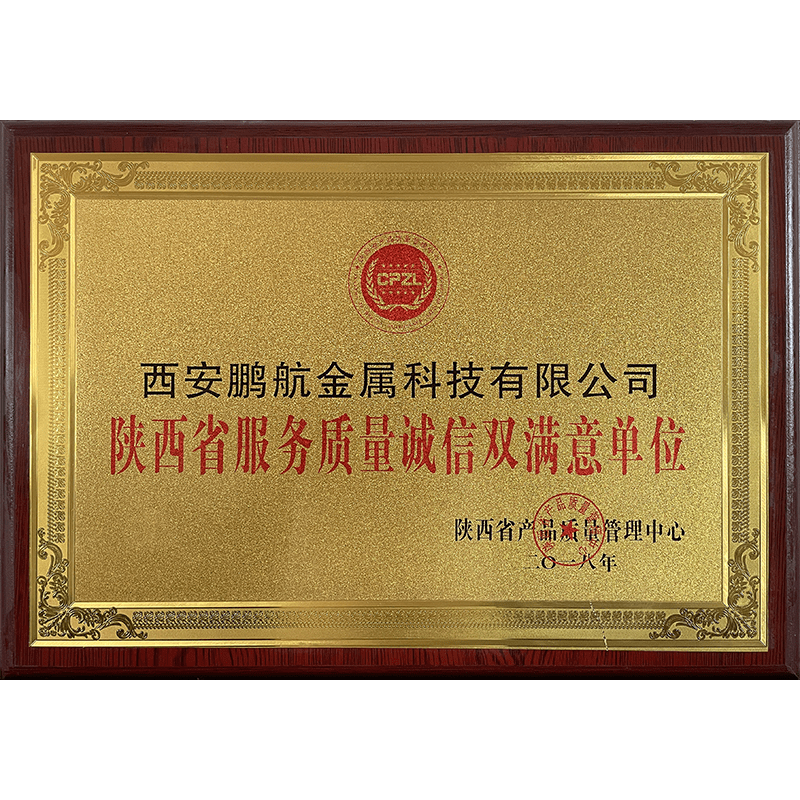 CPZL
西安鹏航金属科技有限公司
陕西省服务质量诚信双满意单位
陕西省产品质量管理中心
二〇一八年